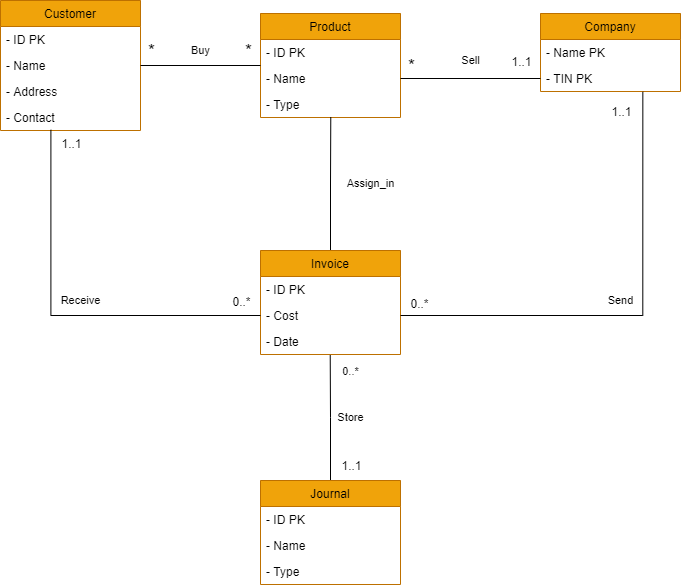 Customer
- ID PK
- Name
- Address
- Contact
* Buy *
Product
- ID PK
- Name
- Type
* Sell 1..1
Company
- Name PK
- TIN PK
1..1
1..1
Assign_in
Receive 0..*
Invoice
- ID PK
- Cost
- Date
0..* Send
0..*
Store
1..1
Journal
- ID PK
- Name
- Type